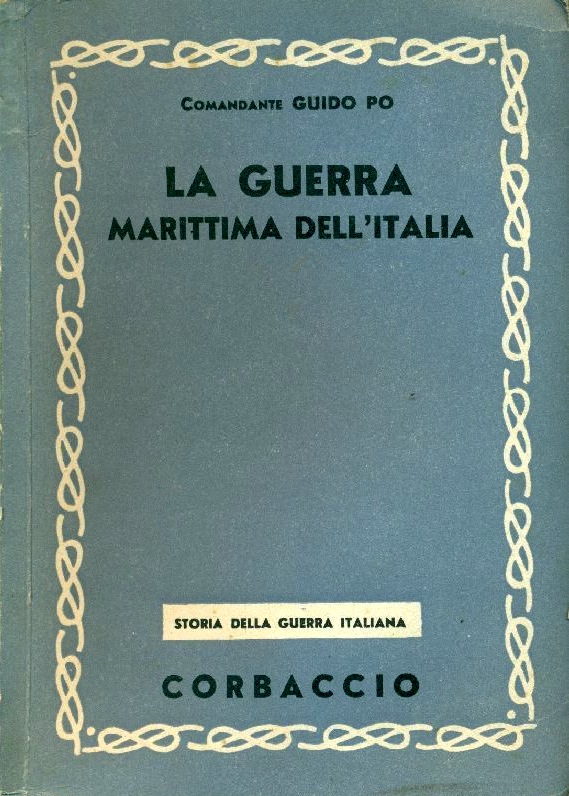 COMANDANTE GUIDO PO
LA GUERRA
MARITTIMA DELL'ITALIA
STORIA DELLA GUERRA ITALIANA
CORBACCIO